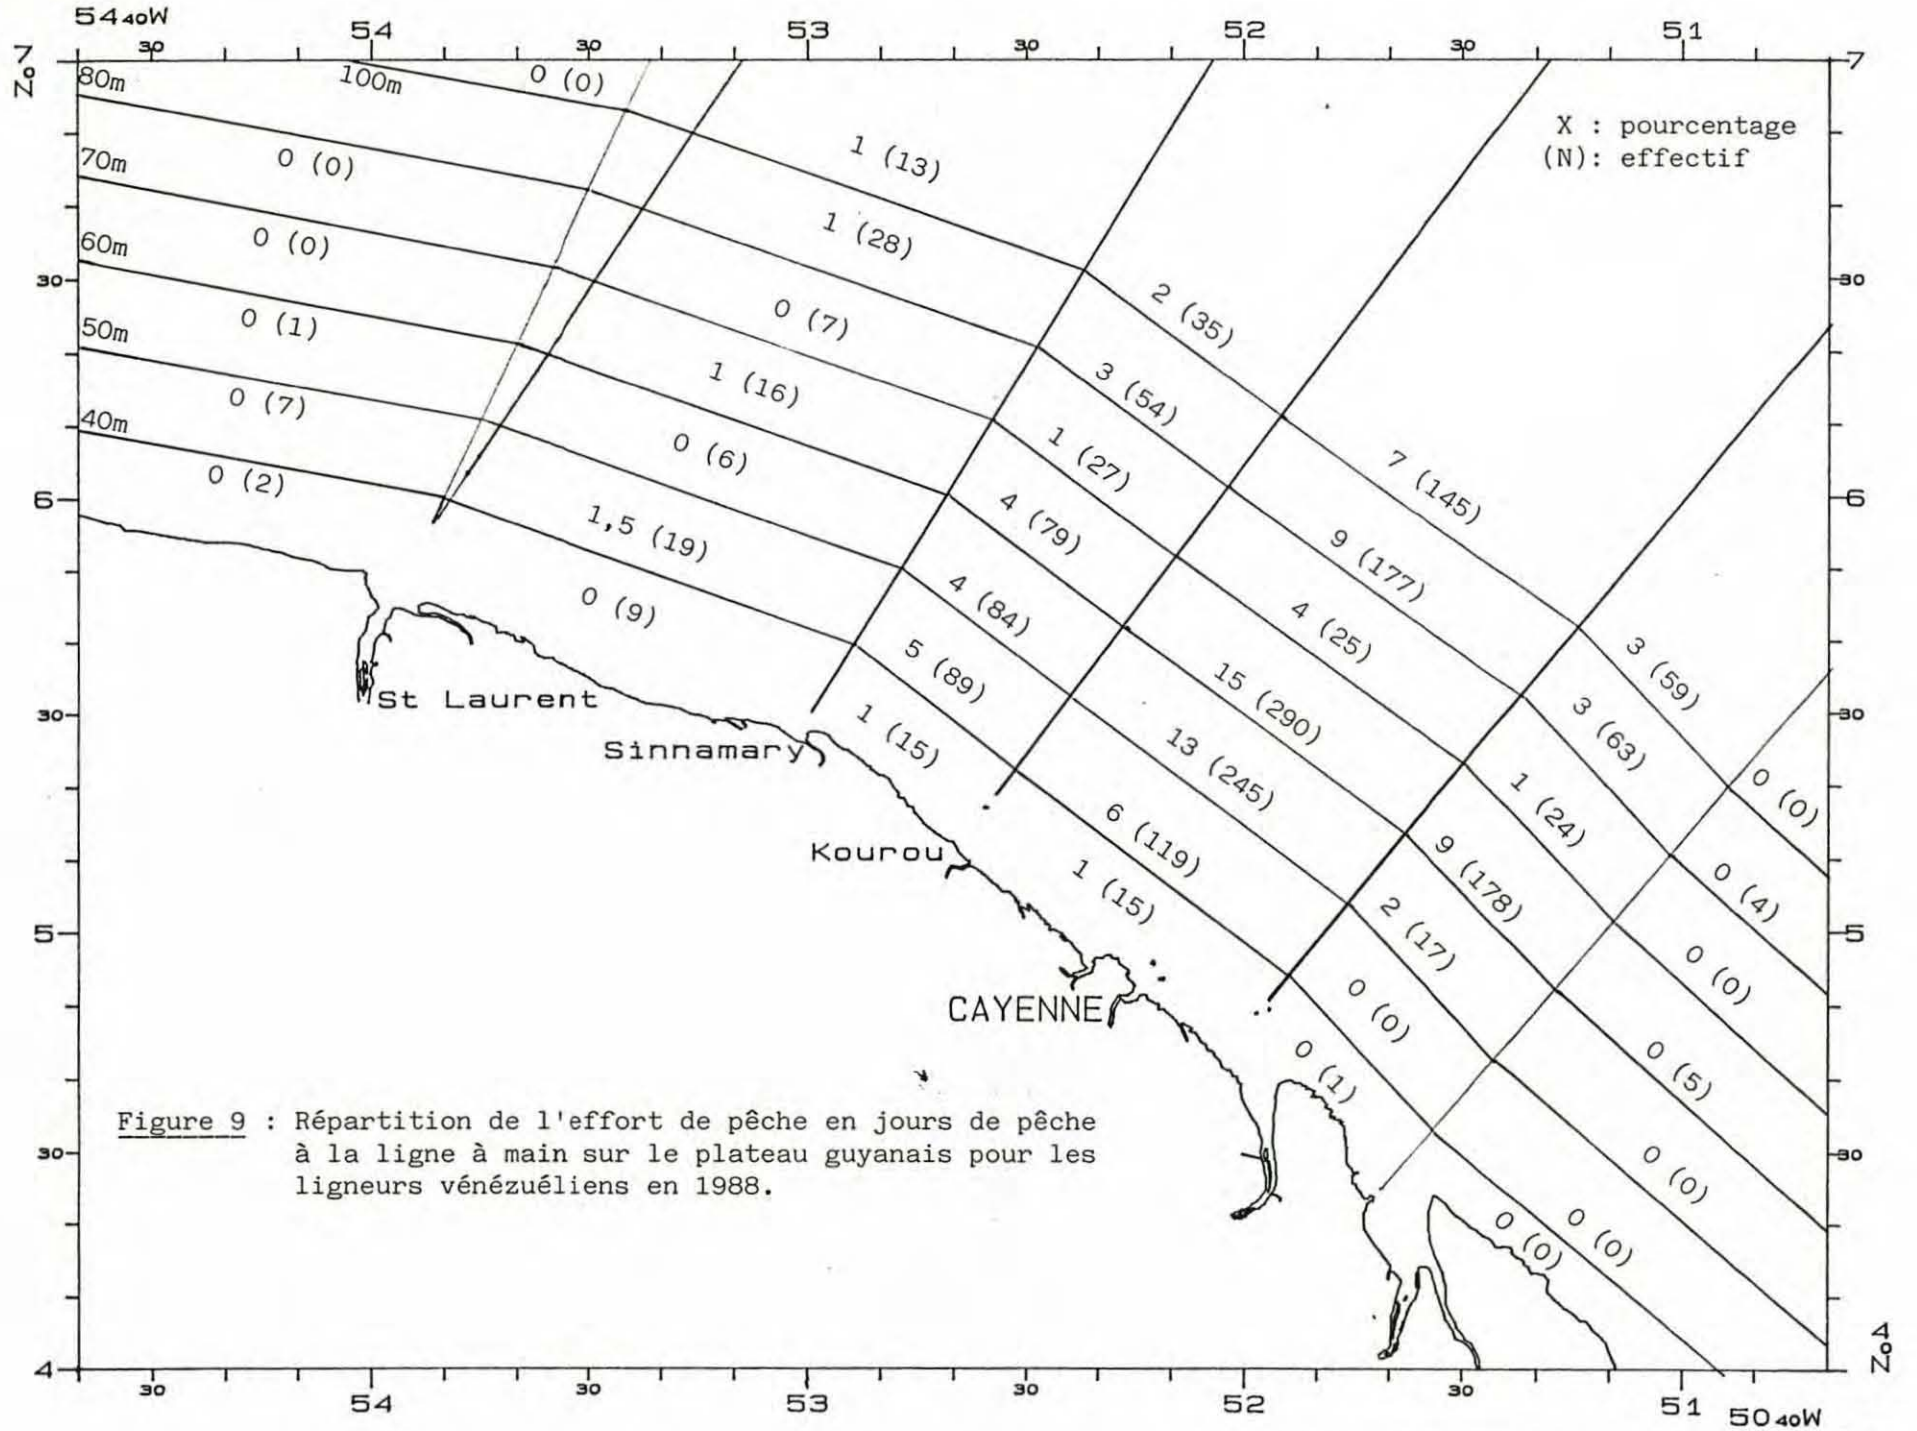 54 40W
30 54 30 53 30 52 30 51
7
N
7
X : pourcentage
(N): effectif
80m
100m
0 (0)
70m
0 (0)
60m
0 (0)
50m
0 (1)
40m
0 (7)
0 (2)
1 (13)
1 (28)
0 (7)
1 (16)
0 (6)
1,5 (19)
0 (9)
2 (35)
3 (54)
1 (27)
4 (79)
4 (84)
5 (89)
1 (15)
7 (145)
9 (177)
4 (25)
15 (290)
13 (245)
6 (119)
1 (15)
3 (59)
3 (63)
1 (24)
9 (178)
2 (17)
0 (0)
0 (1)
0 (0)
0 (4)
0 (0)
0 (5)
0 (0)
0 (0)
0 (0)
30
6
30
5
30
4
30
6
30
5
30
4
N
St Laurent
Sinnamary
Kourou
CAYENNE
Figure 9 : Répartition de l'effort de pêche en jours de pêche
à la ligne à main sur le plateau guyanais pour les
ligneurs vénézuéliens en 1988.
30 54 30 53 30 52 30 51 50 40W